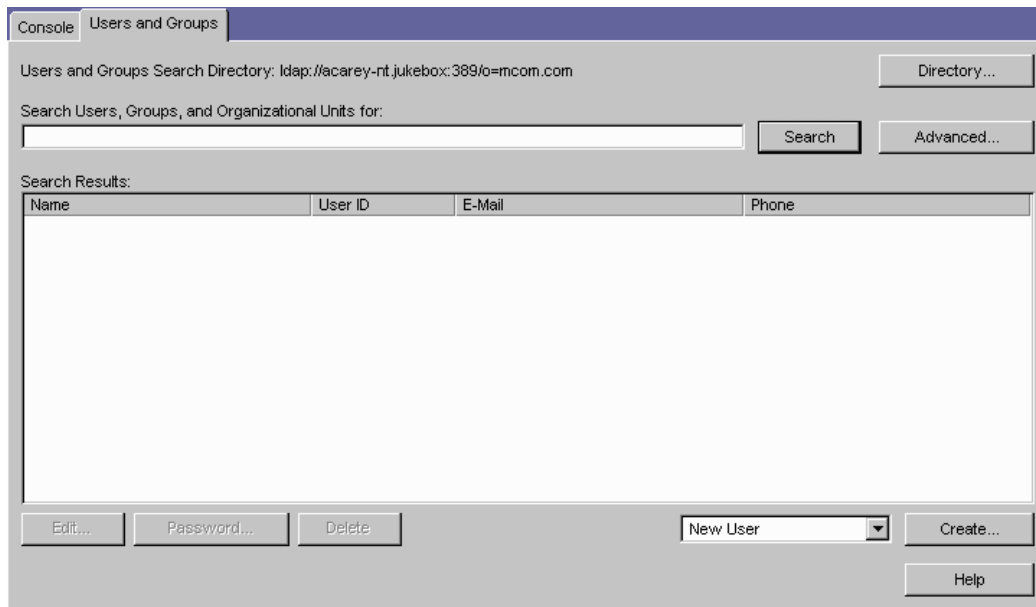 Console Users and Groups
Users and Groups Search Directory: ldap://acarey-nt.jukebox:389/o=mcom.com Directory...
Search Users, Groups, and Organizational Units for:
Search Advanced...
Search Results:
Name User ID E-Mail Phone
Edit... Password... Delete New User Create...
Help